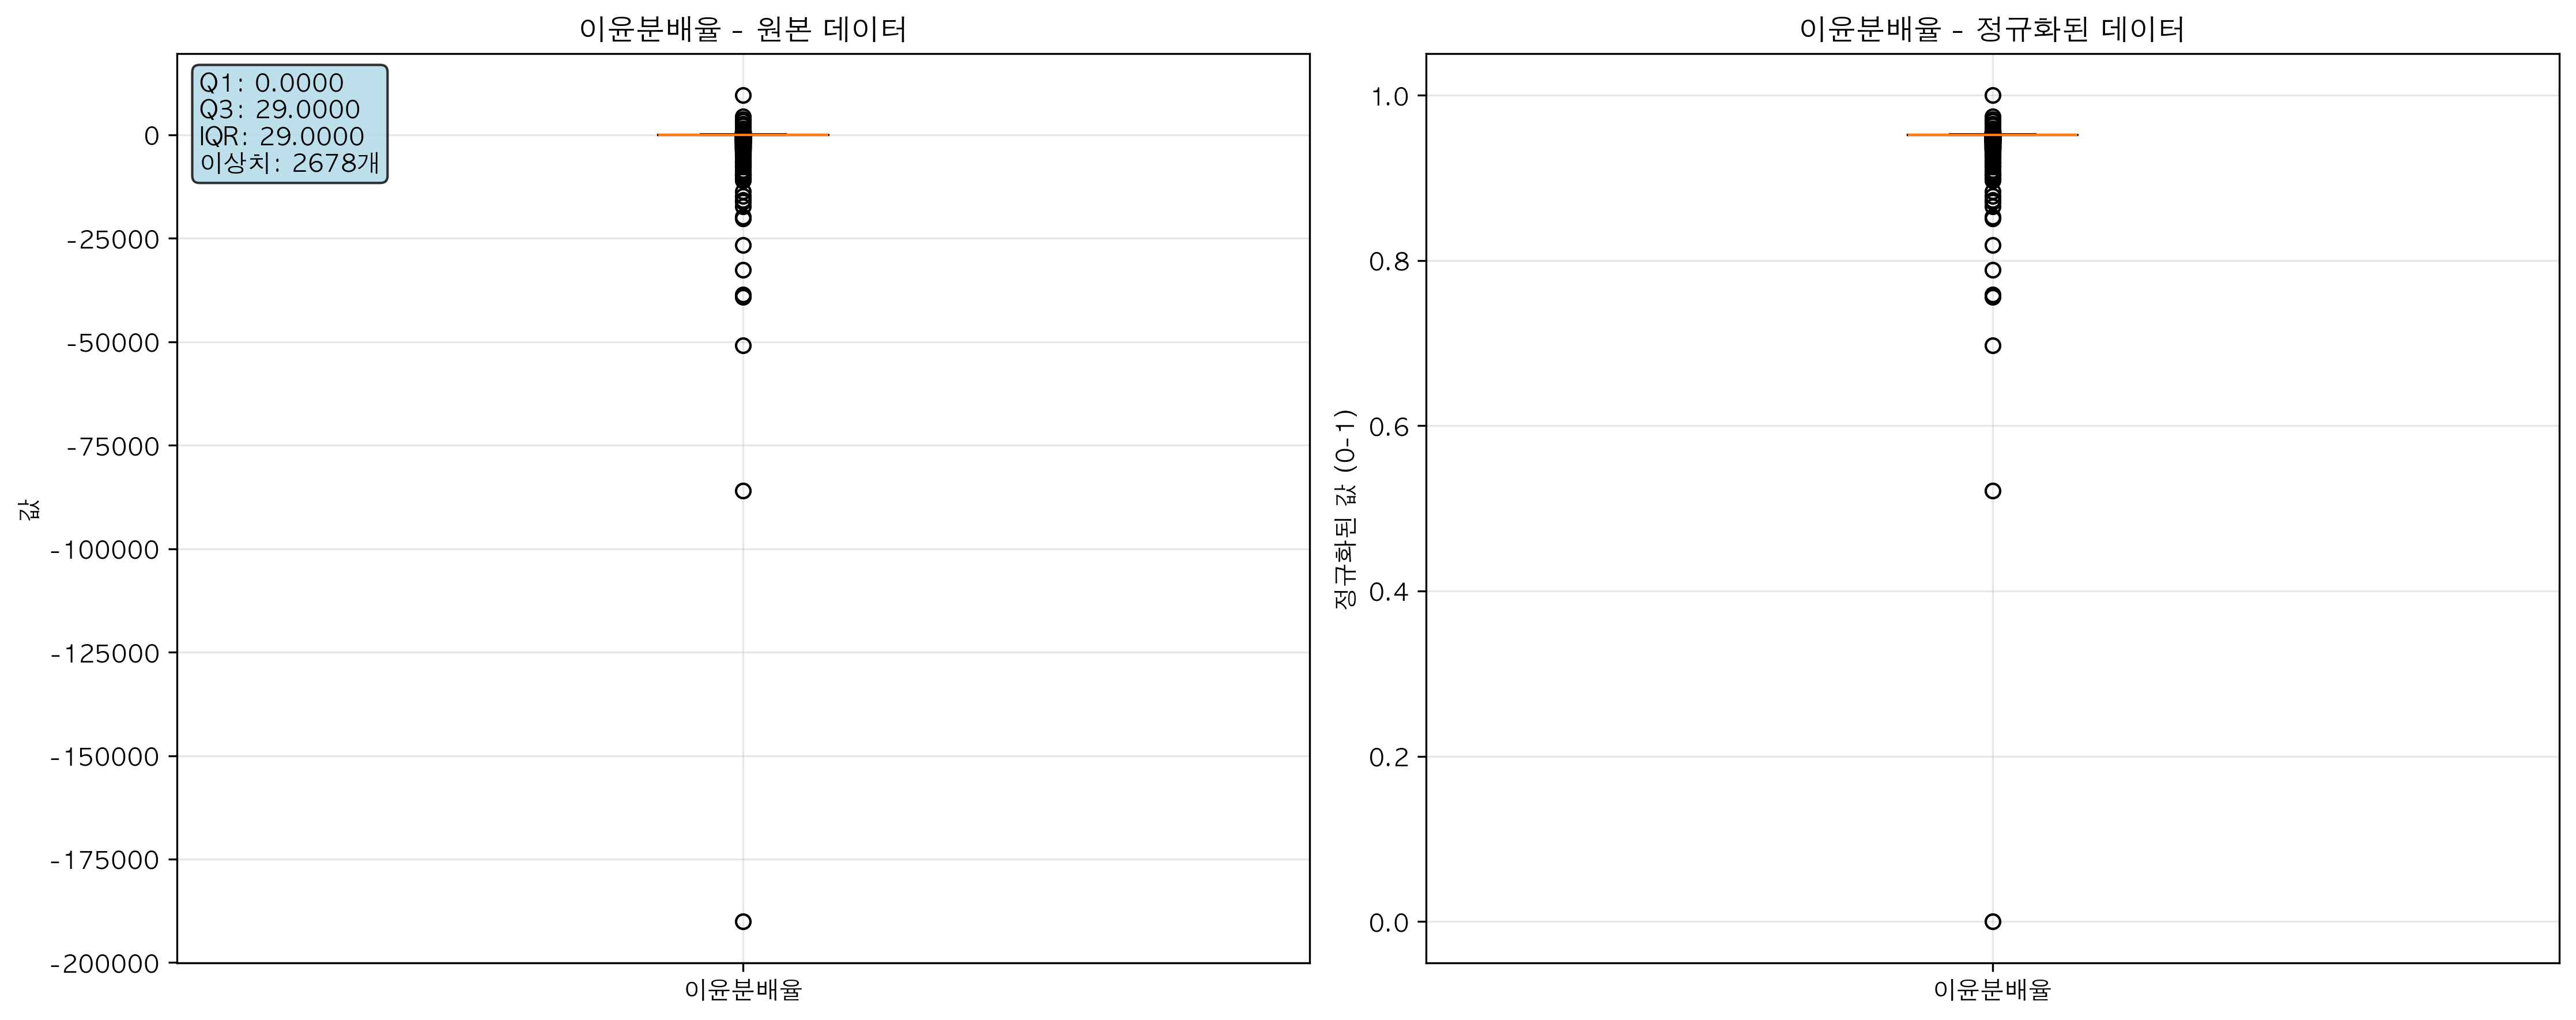 이윤분배율 - 원본 데이터
Q1: 0.0000
Q3: 29.0000
IQR: 29.0000
이상치: 2678개
값
0
-25000
-50000
-75000
-100000
-125000
-150000
-175000
-200000
이윤분배율
이윤분배율 - 정규화된 데이터
정규화된 값 (0-1)
1.0
0.8
0.6
0.4
0.2
0.0
이윤분배율